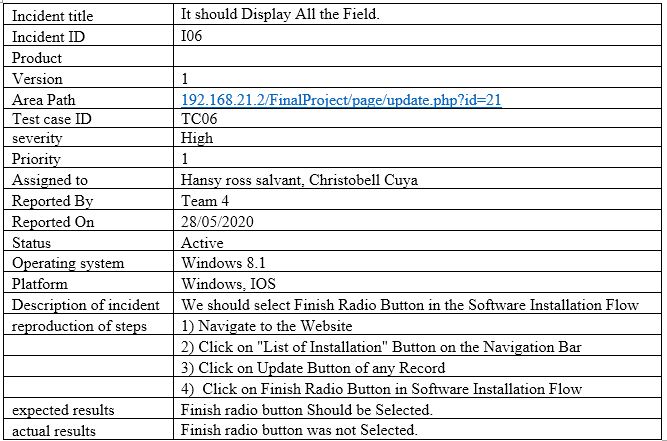 Incident title It should Display All the Field.
Incident ID I06
Product
Version 1
Area Path 192.168.21.2/FinalProject/page/update.php?id=21
Test case ID TC06
severity High
Priority 1
Assigned to Hansy ross salvant, Christobell Cuya
Reported By Team 4
Reported On 28/05/2020
Status Active
Operating system Windows 8.1
Platform Windows, IOS
Description of incident We should select Finish Radio Button in the Software Installation Flow
reproduction of steps 1) Navigate to the Website
2) Click on "List of Installation" Button on the Navigation Bar
3) Click on Update Button of any Record
4) Click on Finish Radio Button in Software Installation Flow
expected results Finish radio button Should be Selected.
actual results Finish radio button was not Selected.